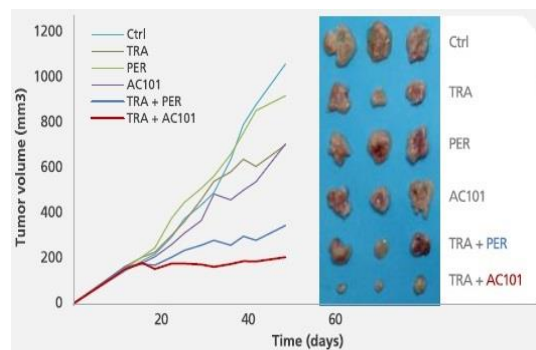 1200
1000
800
600
400
200
0
Tumor volume (mm3)
Ctrl
TRA
PER
AC101
TRA + PER
TRA + AC101
20
40
60
Time (days)
Ctrl
TRA
PER
AC101
TRA + PER
TRA + AC101